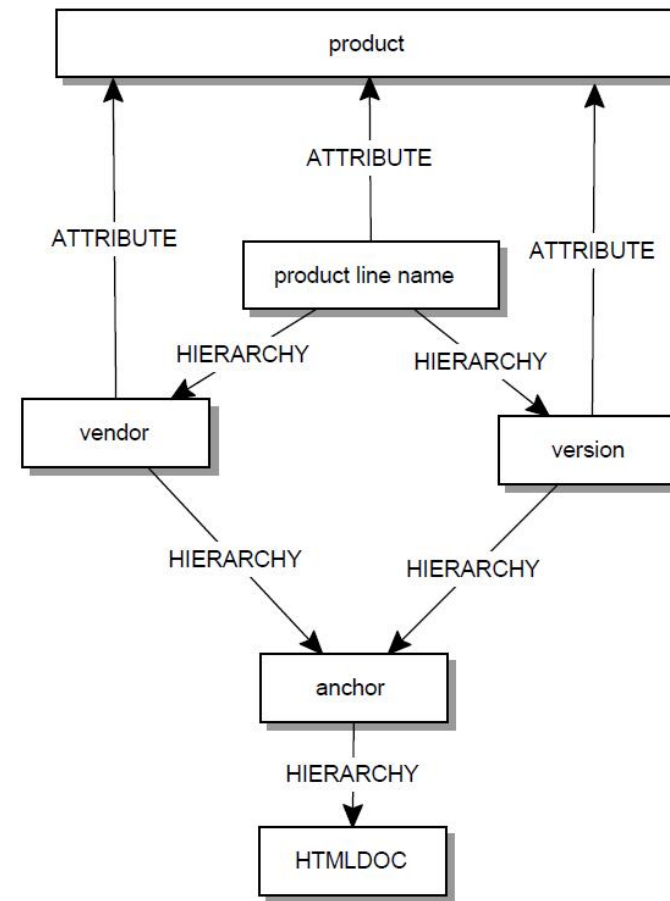 product
ATTRIBUTE
ATTRIBUTE
ATTRIBUTE
product line name
HIERARCHY
HIERARCHY
vendor
version
HIERARCHY
HIERARCHY
anchor
HIERARCHY
HTMLDOC